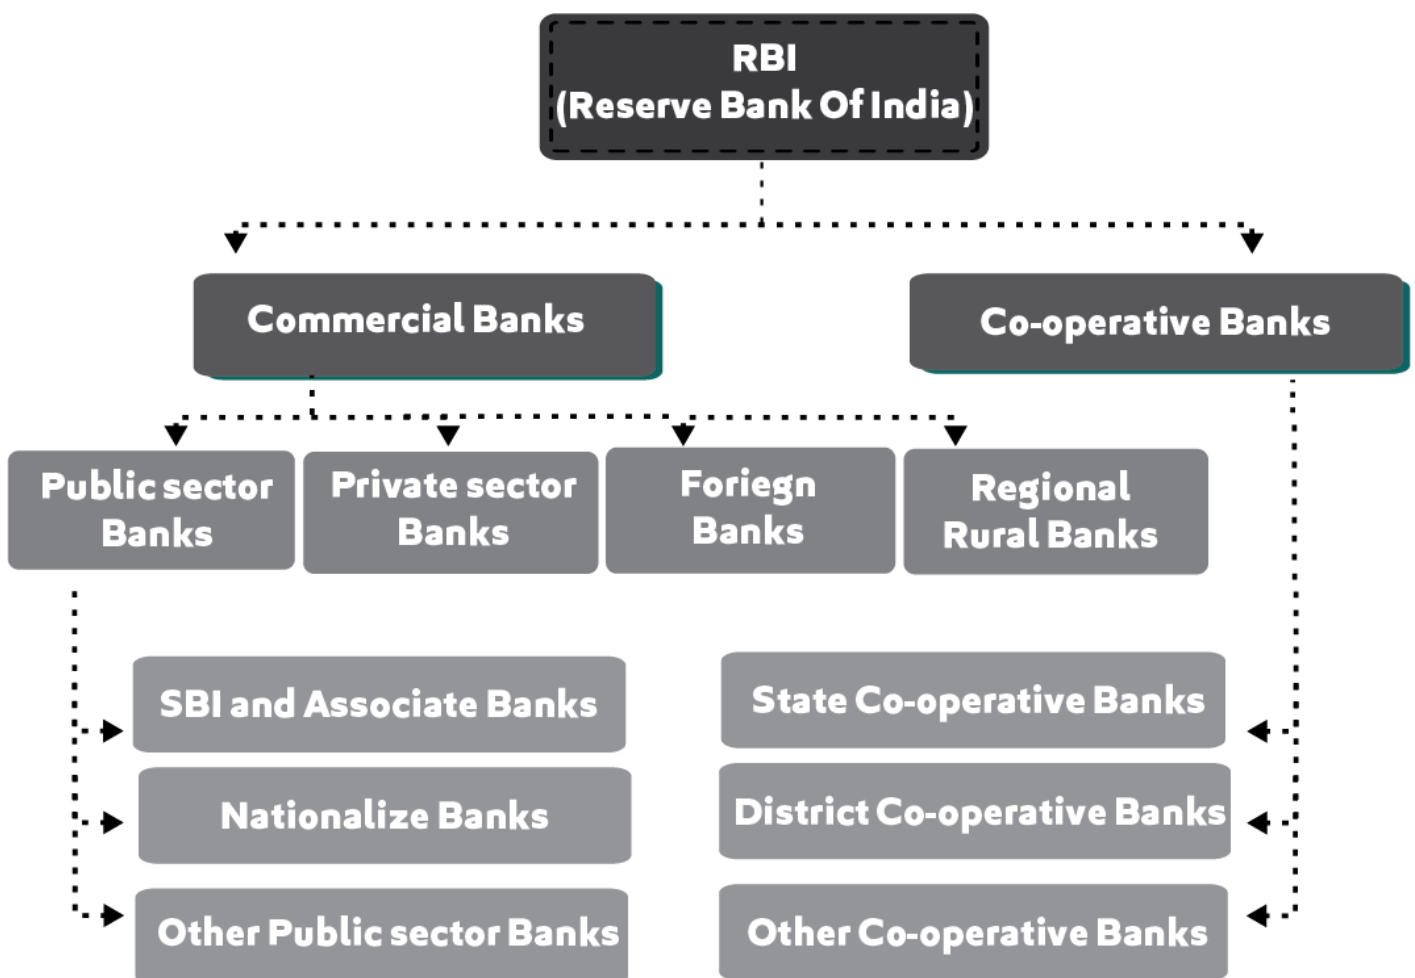 RBI
(Reserve Bank Of India)
Commercial Banks
Co-operative Banks
Public sector
Banks
Private sector
Banks
Foriegn
Banks
Regional
Rural Banks
SBI and Associate Banks
Nationalize Banks
Other Public sector Banks
State Co-operative Banks
District Co-operative Banks
Other Co-operative Banks